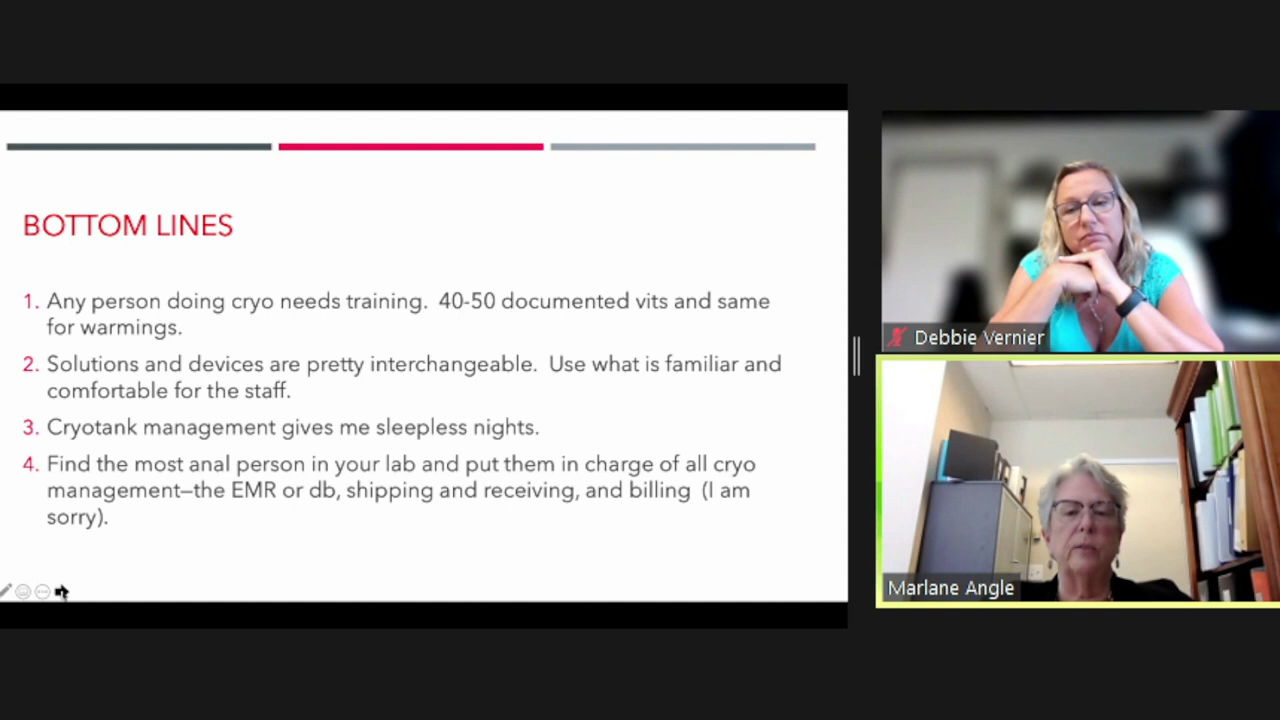 BOTTOM LINES
1. Any person doing cryo needs training.  40-50 documented vits and same
for warmings.
2. Solutions and devices are pretty interchangeable.  Use what is familiar and
comfortable for the staff.
3. Cryotank management gives me sleepless nights.
4. Find the most anal person in your lab and put them in charge of all cryo
management—the EMR or db, shipping and receiving, and billing  (I am
sorry).
Debbie Vernier
Marlane Angle